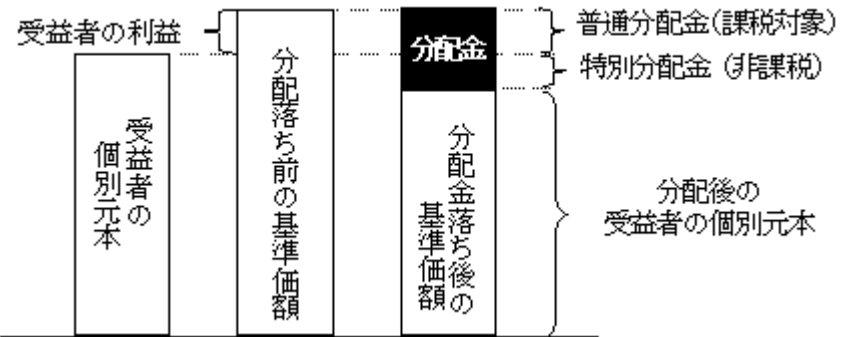 受益者の利益
受益者の
個別元本
分配落ち前の基準価額
分配金
分配金落ち後の
基準価額
普通分配金(課税対象)
特別分配金(非課税)
分配後の
受益者の個別元本